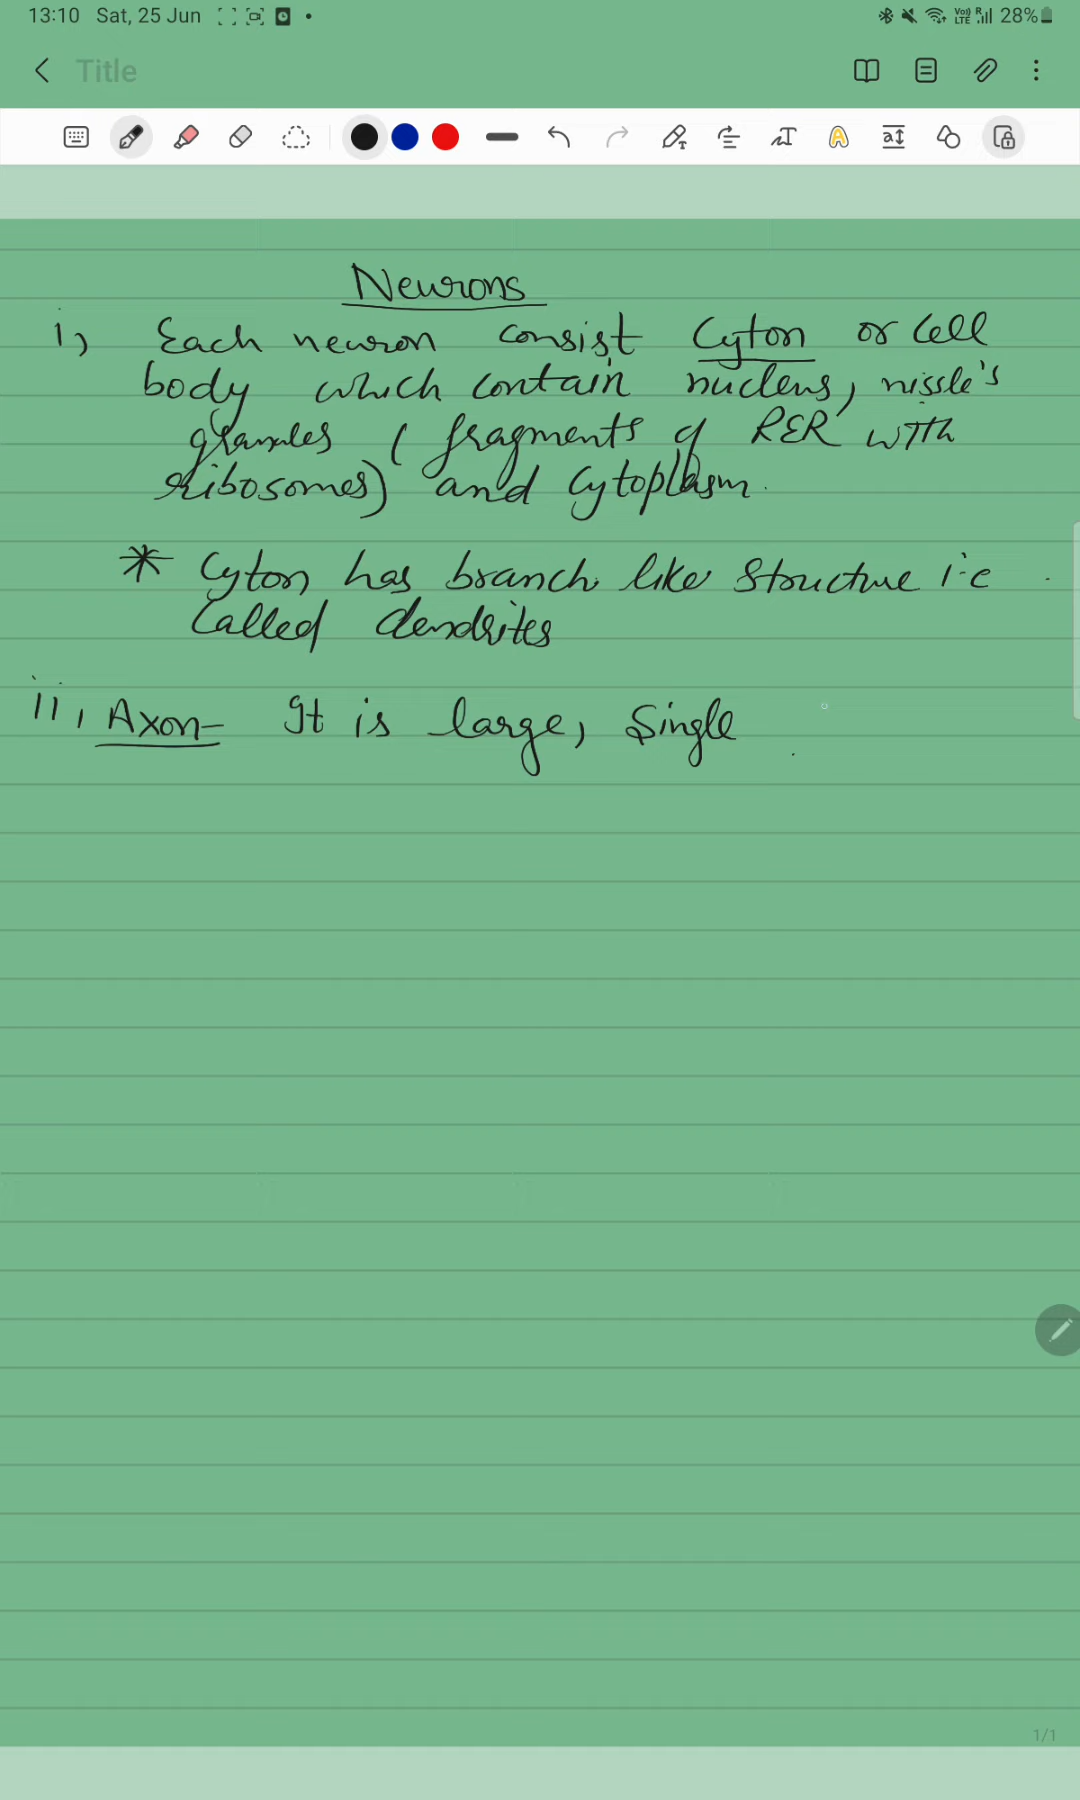 13:10 Sat, 25 Jun
Vo)) LTE R 28%
Title
Neurons
i) Each neuron consist Cyton or Cell
body which contain nucleus, nissle's
granules (fragments of RER with
ribosomes) and Cytoplasm.
* Cyton has branch like Structure i.e
Called dendrites
ii, Axon- It is large, Single
1/1